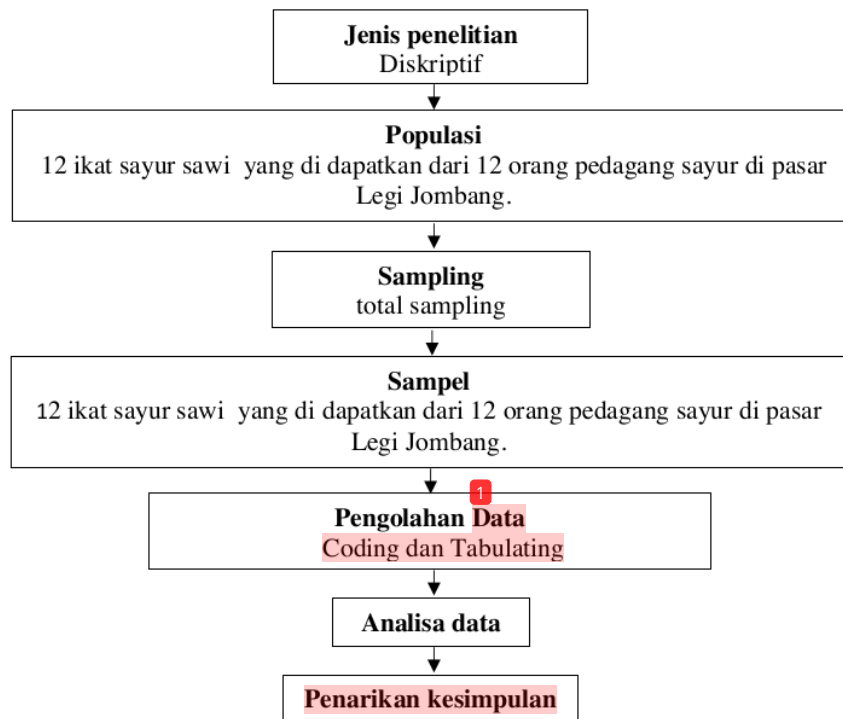 Jenis penelitian
Diskriptif
Populasi
12 ikat sayur sawi yang di dapatkan dari 12 orang pedagang sayur di pasar
Legi Jombang.
Sampling
total sampling
Sampel
12 ikat sayur sawi yang di dapatkan dari 12 orang pedagang sayur di pasar
Legi Jombang.
1
Pengolahan Data
Coding dan Tabulating
Analisa data
Penarikan kesimpulan